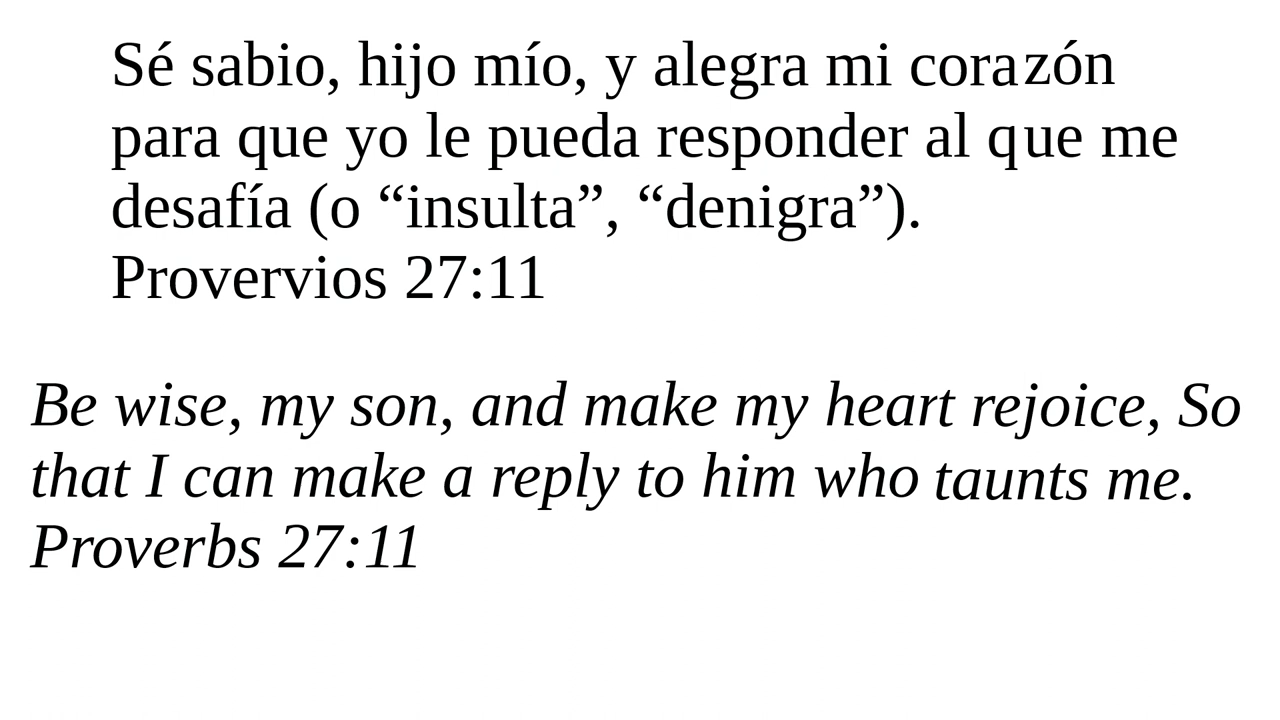 Sé sabio, hijo mío, y alegra mi corazón
para que yo le pueda responder al que me
desafía (o “insulta”, “denigra”).
Provervios 27:11
Be wise, my son, and make my heart rejoice, So
that I can make a reply to him who taunts me.
Proverbs 27:11